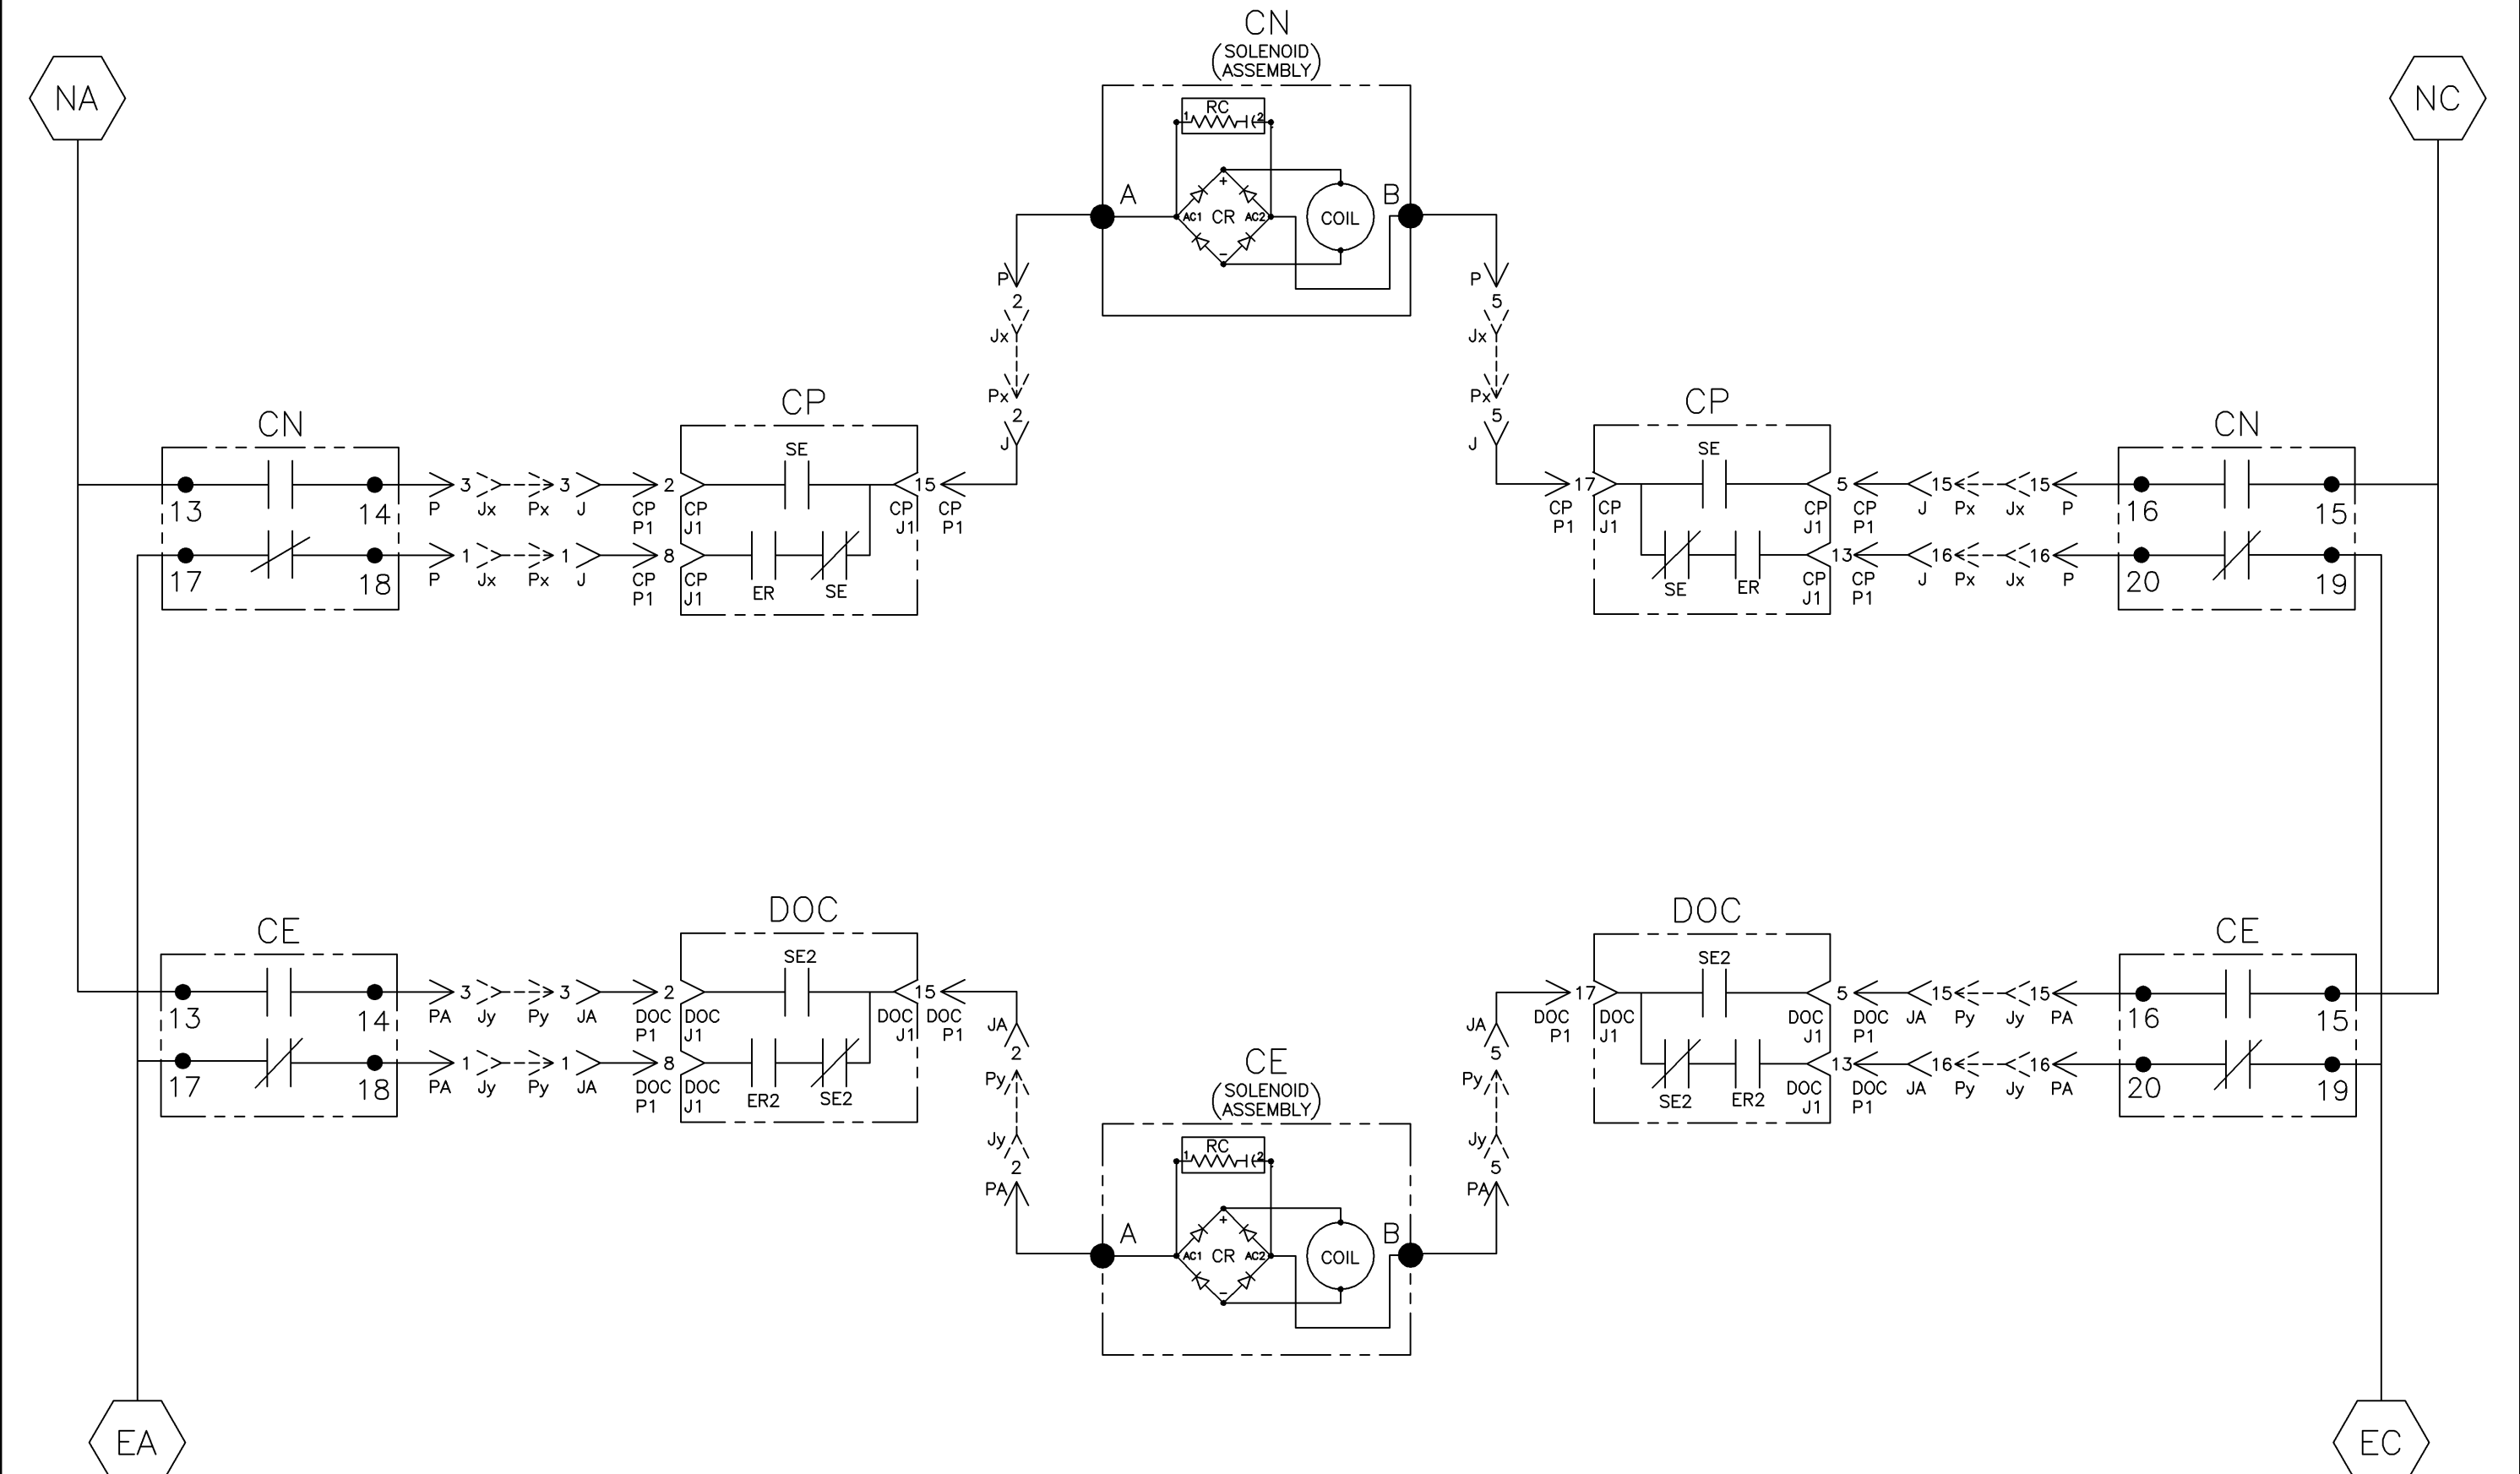 CN
(SOLENOID
ASSEMBLY)
NA
NC
RC
1 2
A
B
+
AC1 CR AC2
COIL
−
P
2
Jx
Px
2
J
P
5
Jx
Px
5
J
CN
13 14
17 18
3 3 2
P Jx Px J CP P1
1 1 8
P Jx Px J CP P1
CP
SE
CP J1
CP J1
ER SE
15
CP J1
CP P1
CP
SE
17
CP P1
CP J1
SE ER
CP J1
CP J1
5 15 15
CP P1 J Px Jx P
13 16 16
CP P1 J Px Jx P
CN
16 15
20 19
CE
13 14
17 18
3 3 2
PA Jy Py JA DOC P1
1 1 8
PA Jy Py JA DOC P1
DOC
SE2
DOC J1
DOC J1
ER2 SE2
15
DOC J1
DOC P1
JA
2
Py
Jy
2
PA
CE
(SOLENOID
ASSEMBLY)
RC
1 2
A
B
+
AC1 CR AC2
COIL
−
JA
5
Py
Jy
5
PA
DOC
SE2
17
DOC P1
DOC J1
SE2 ER2
DOC J1
DOC J1
5 15 15
DOC P1 JA Py Jy PA
13 16 16
DOC P1 JA Py Jy PA
CE
16 15
20 19
EA
EC